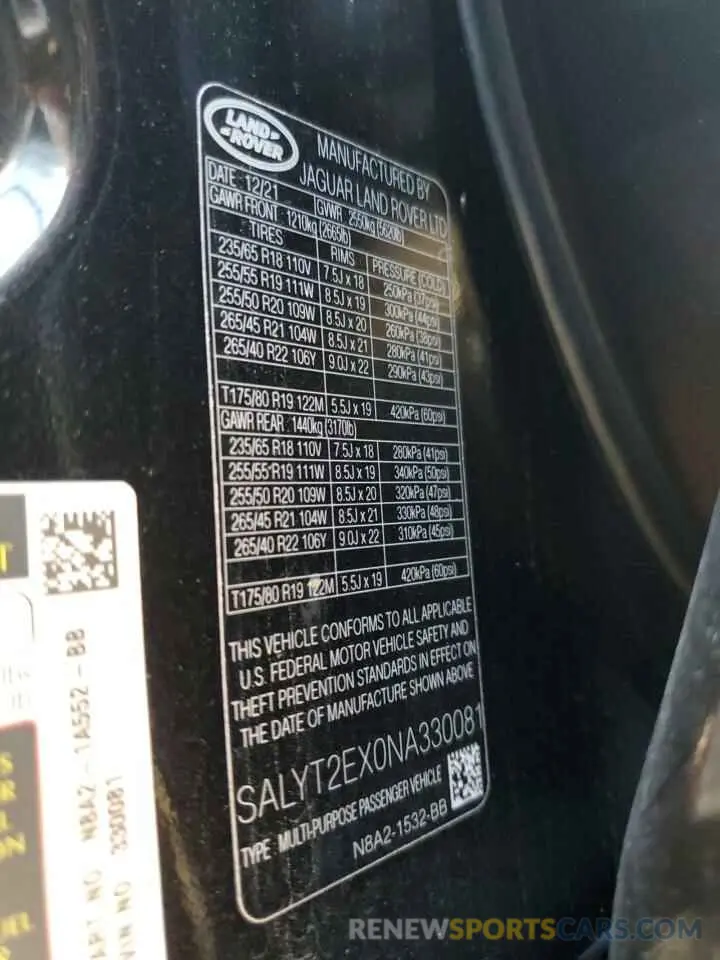 LAND ROVER
MANUFACTURED BY
JAGUAR LAND ROVER LTD
DATE : 12/21 GVWR : 2550kg (5620lb)
GAWR FRONT : 1210kg (2665lb)
TIRES RIMS PRESSURE (COLD)
235/65 R18 110V 7.5J x 18 250kPa (37psi)
255/55 R19 111W 8.5J x 19 300kPa (44psi)
255/50 R20 109W 8.5J x 20 260kPa (38psi)
265/45 R21 104W 8.5J x 21 280kPa (41psi)
265/40 R22 106Y 9.0J x 22 290kPa (43psi)
T175/80 R19 122M 5.5J x 19 420kPa (60psi)
GAWR REAR : 1440kg (3170lb)
235/65 R18 110V 7.5J x 18 280kPa (41psi)
255/55 R19 111W 8.5J x 19 340kPa (50psi)
255/50 R20 109W 8.5J x 20 320kPa (47psi)
265/45 R21 104W 8.5J x 21 330kPa (48psi)
265/40 R22 106Y 9.0J x 22 310kPa (45psi)
T175/80 R19 122M 5.5J x 19 420kPa (60psi)
THIS VEHICLE CONFORMS TO ALL APPLICABLE
U.S. FEDERAL MOTOR VEHICLE SAFETY AND
THEFT PREVENTION STANDARDS IN EFFECT ON
THE DATE OF MANUFACTURE SHOWN ABOVE
SALYT2EX0NA330081
TYPE : MULTI-PURPOSE PASSENGER VEHICLE
N8A2-1532-BB
PART NO N8A2 - 1A552 - BB
VIN NO 330081
RENEWSPORTSCARS.COM